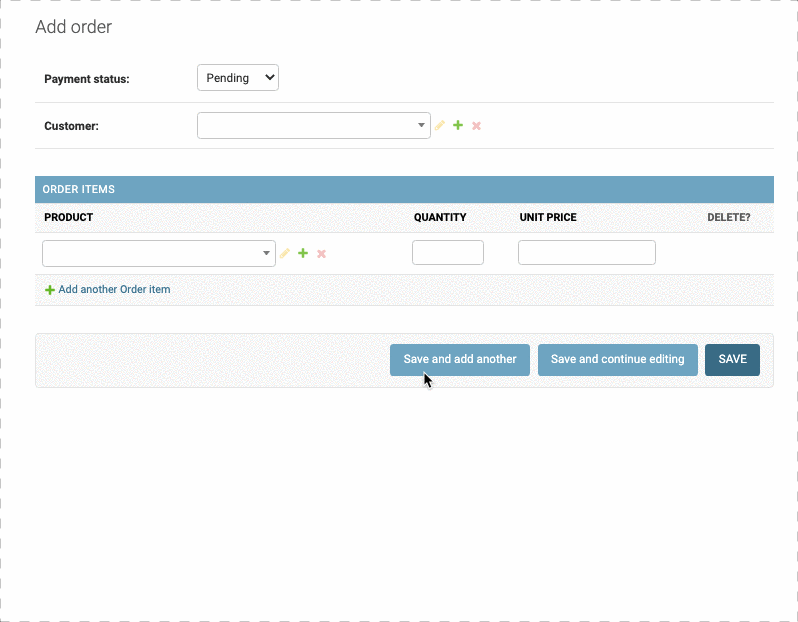 Add order
Payment status: Pending
Customer:
ORDER ITEMS
PRODUCT QUANTITY UNIT PRICE DELETE?
Add another Order item
Save and add another Save and continue editing SAVE